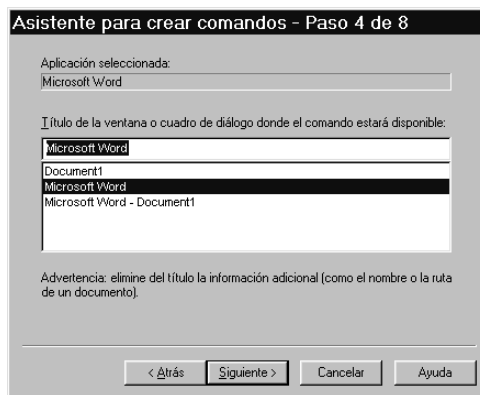 Asistente para crear comandos - Paso 4 de 8
Aplicación seleccionada:
Microsoft Word
Título de la ventana o cuadro de diálogo donde el comando estará disponible:
Microsoft Word
Document1
Microsoft Word
Microsoft Word - Document1
Advertencia: elimine del título la información adicional (como el nombre o la ruta
de un documento).
< Atrás Siguiente > Cancelar Ayuda